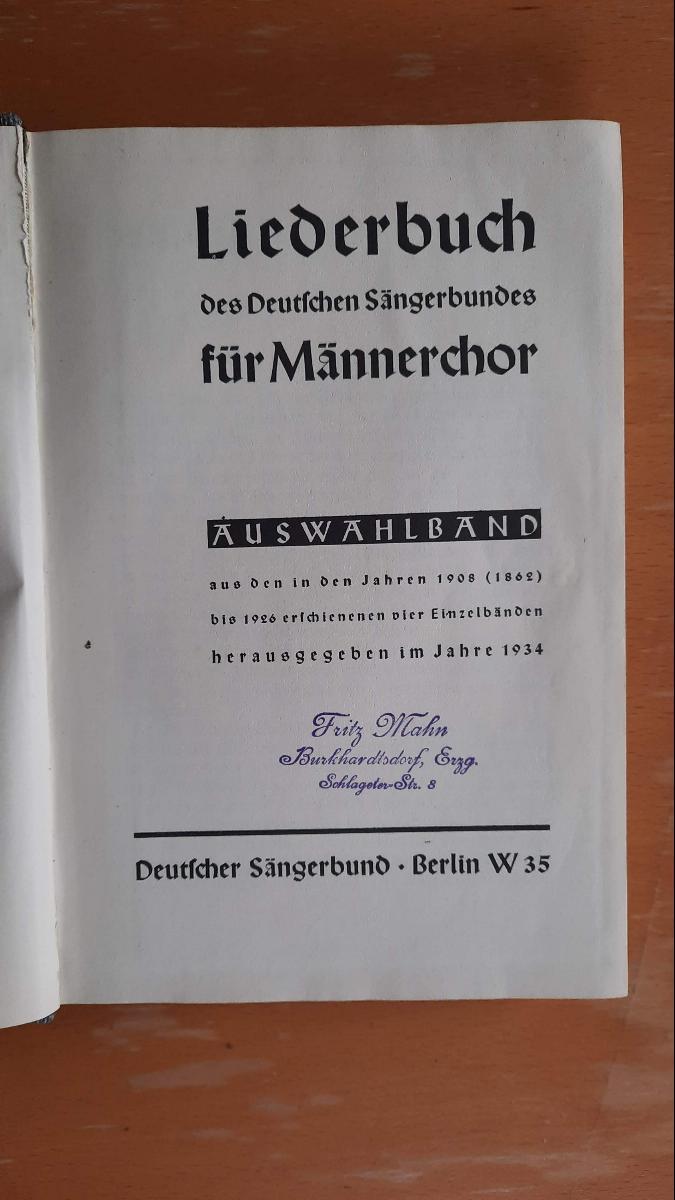 Liederbuch
des Deutſchen Sängerbundes
für Männerchor
AUSWAHLBAND
aus den in den Jahren 1908 (1862)
bis 1926 erſchienenen vier Einzelbänden
herausgegeben im Jahre 1934
Fritz Mahn
Burkhardtsdorf, Erzg.
Schlageter-Str. 8
Deutſcher Sängerbund · Berlin W 35